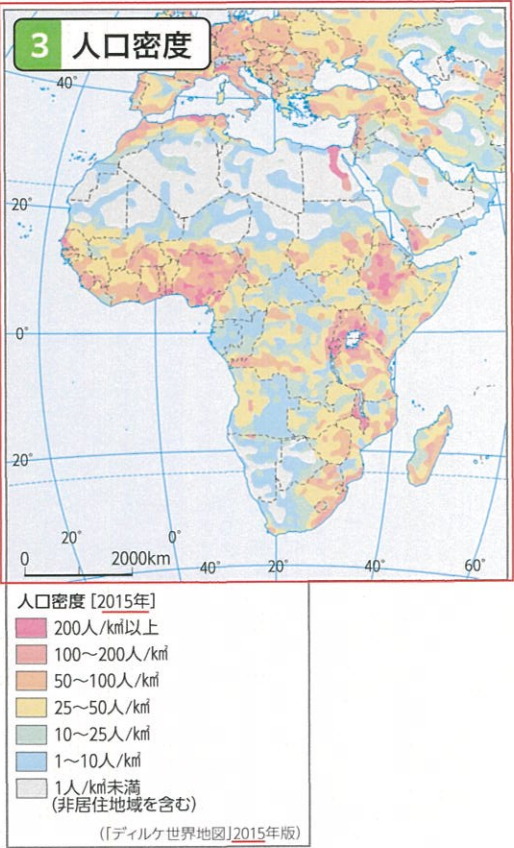 3 人口密度
40°
20°
0°
20°
20°
0°
0 2000km
40°
20°
40°
60°
人口密度 [2015年]
200人/㎢以上
100～200人/㎢
50～100人/㎢
25～50人/㎢
10～25人/㎢
1～10人/㎢
1人/㎢未満
(非居住地域を含む)
(「ディルケ世界地図」2015年版)